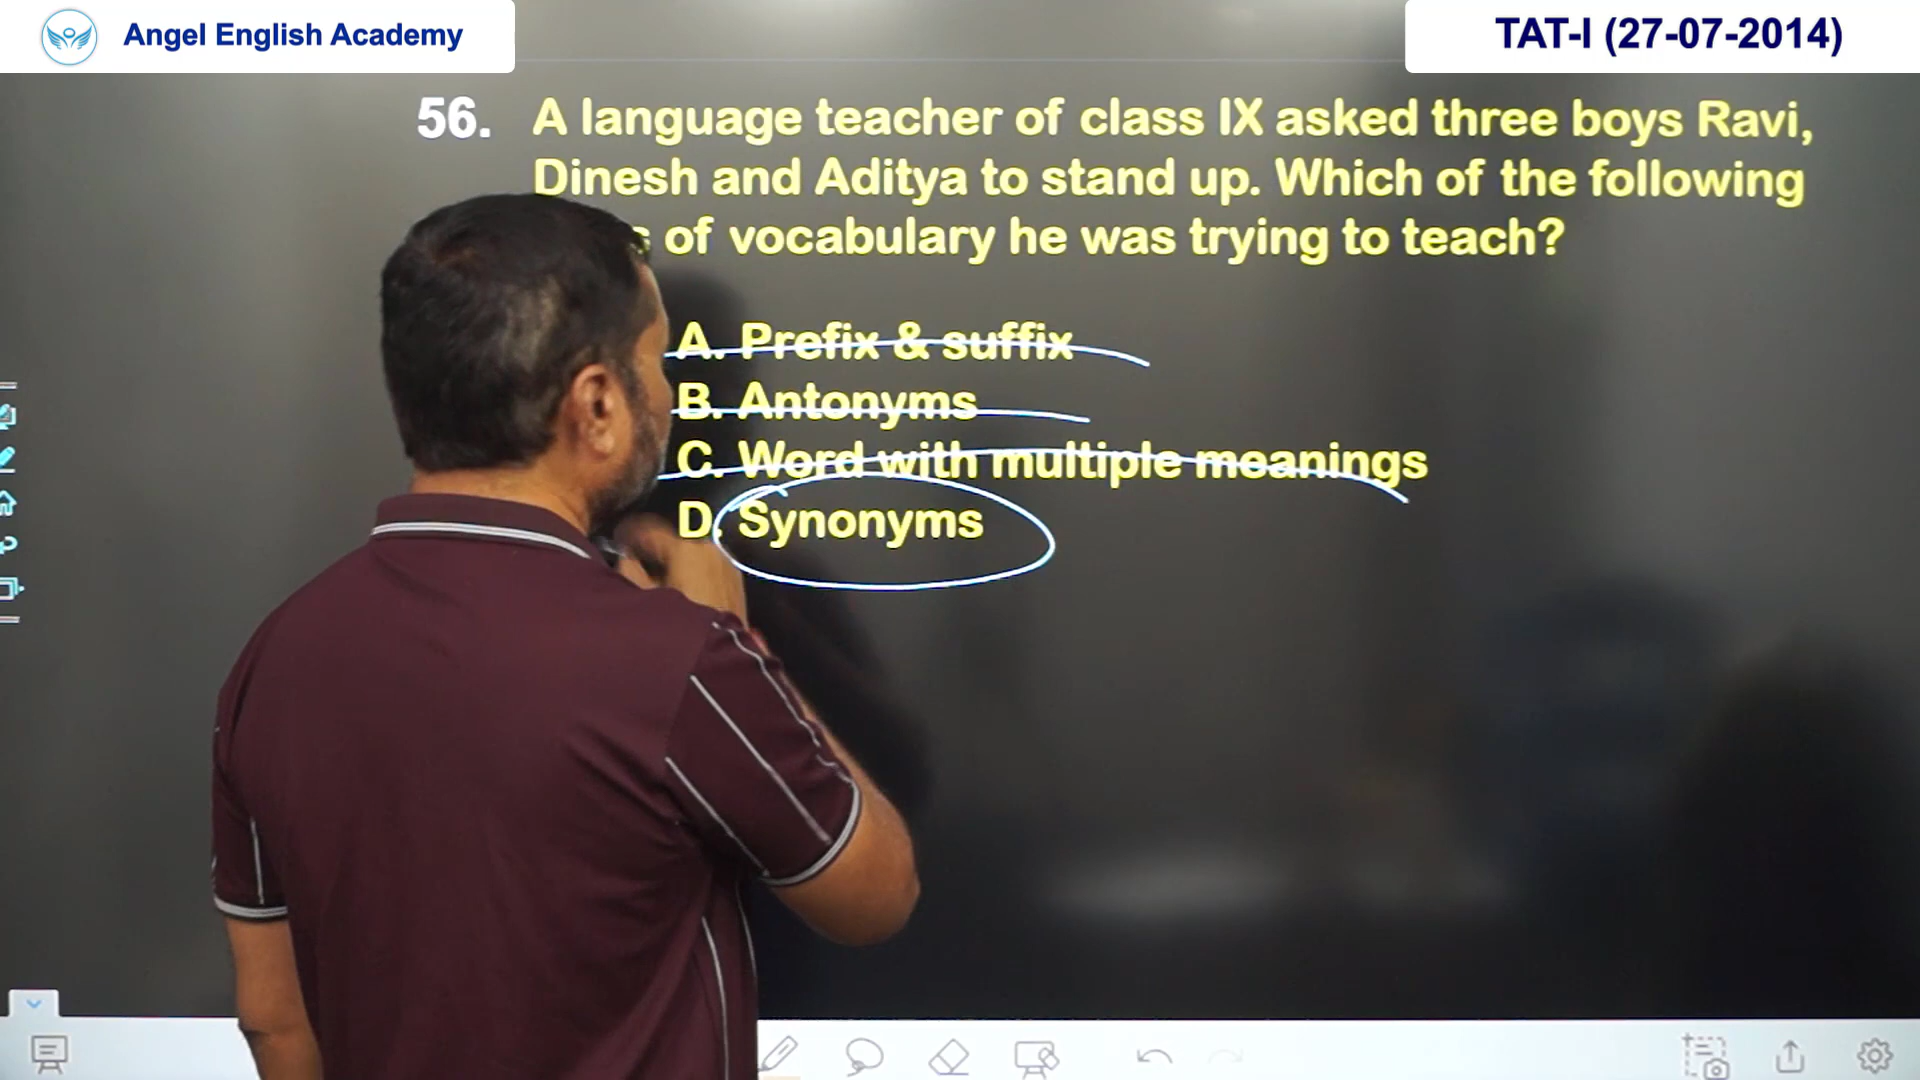 Angel English Academy
TAT-I (27-07-2014)
56. A language teacher of class IX asked three boys Ravi,
Dinesh and Aditya to stand up. Which of the following
of vocabulary he was trying to teach?
A. Prefix & suffix
B. Antonyms
C. Word with multiple meanings
D. Synonyms